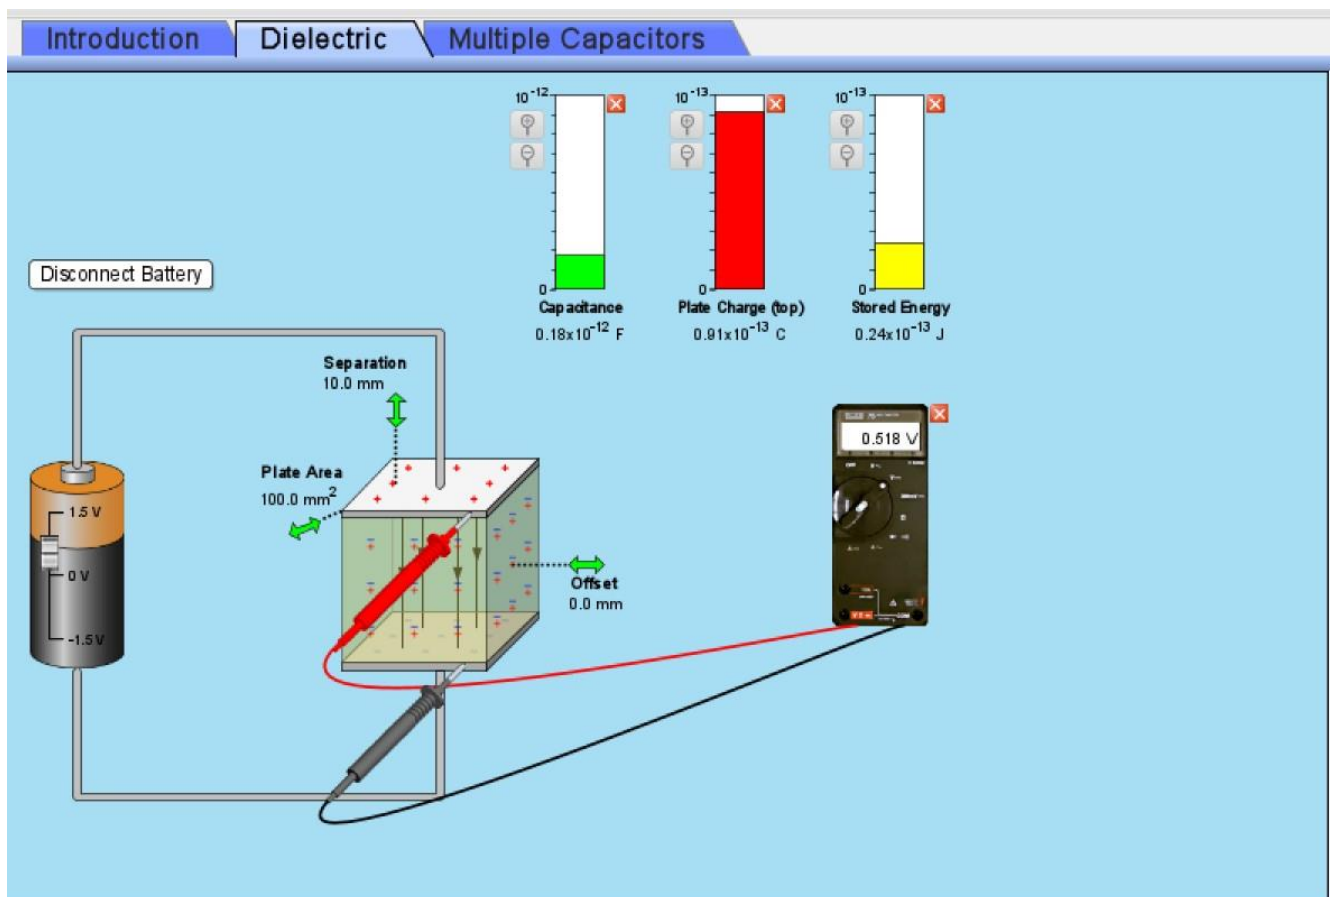 Introduction
Dielectric
Multiple Capacitors
10-12
0
Capacitance
0.18x10-12 F
10-13
0
Plate Charge (top)
0.91x10-13 C
10-13
0
Stored Energy
0.24x10-13 J
Disconnect Battery
Separation
10.0 mm
Plate Area
100.0 mm2
1.5 V
0 V
-1.5 V
Offset
0.0 mm
0.518 V